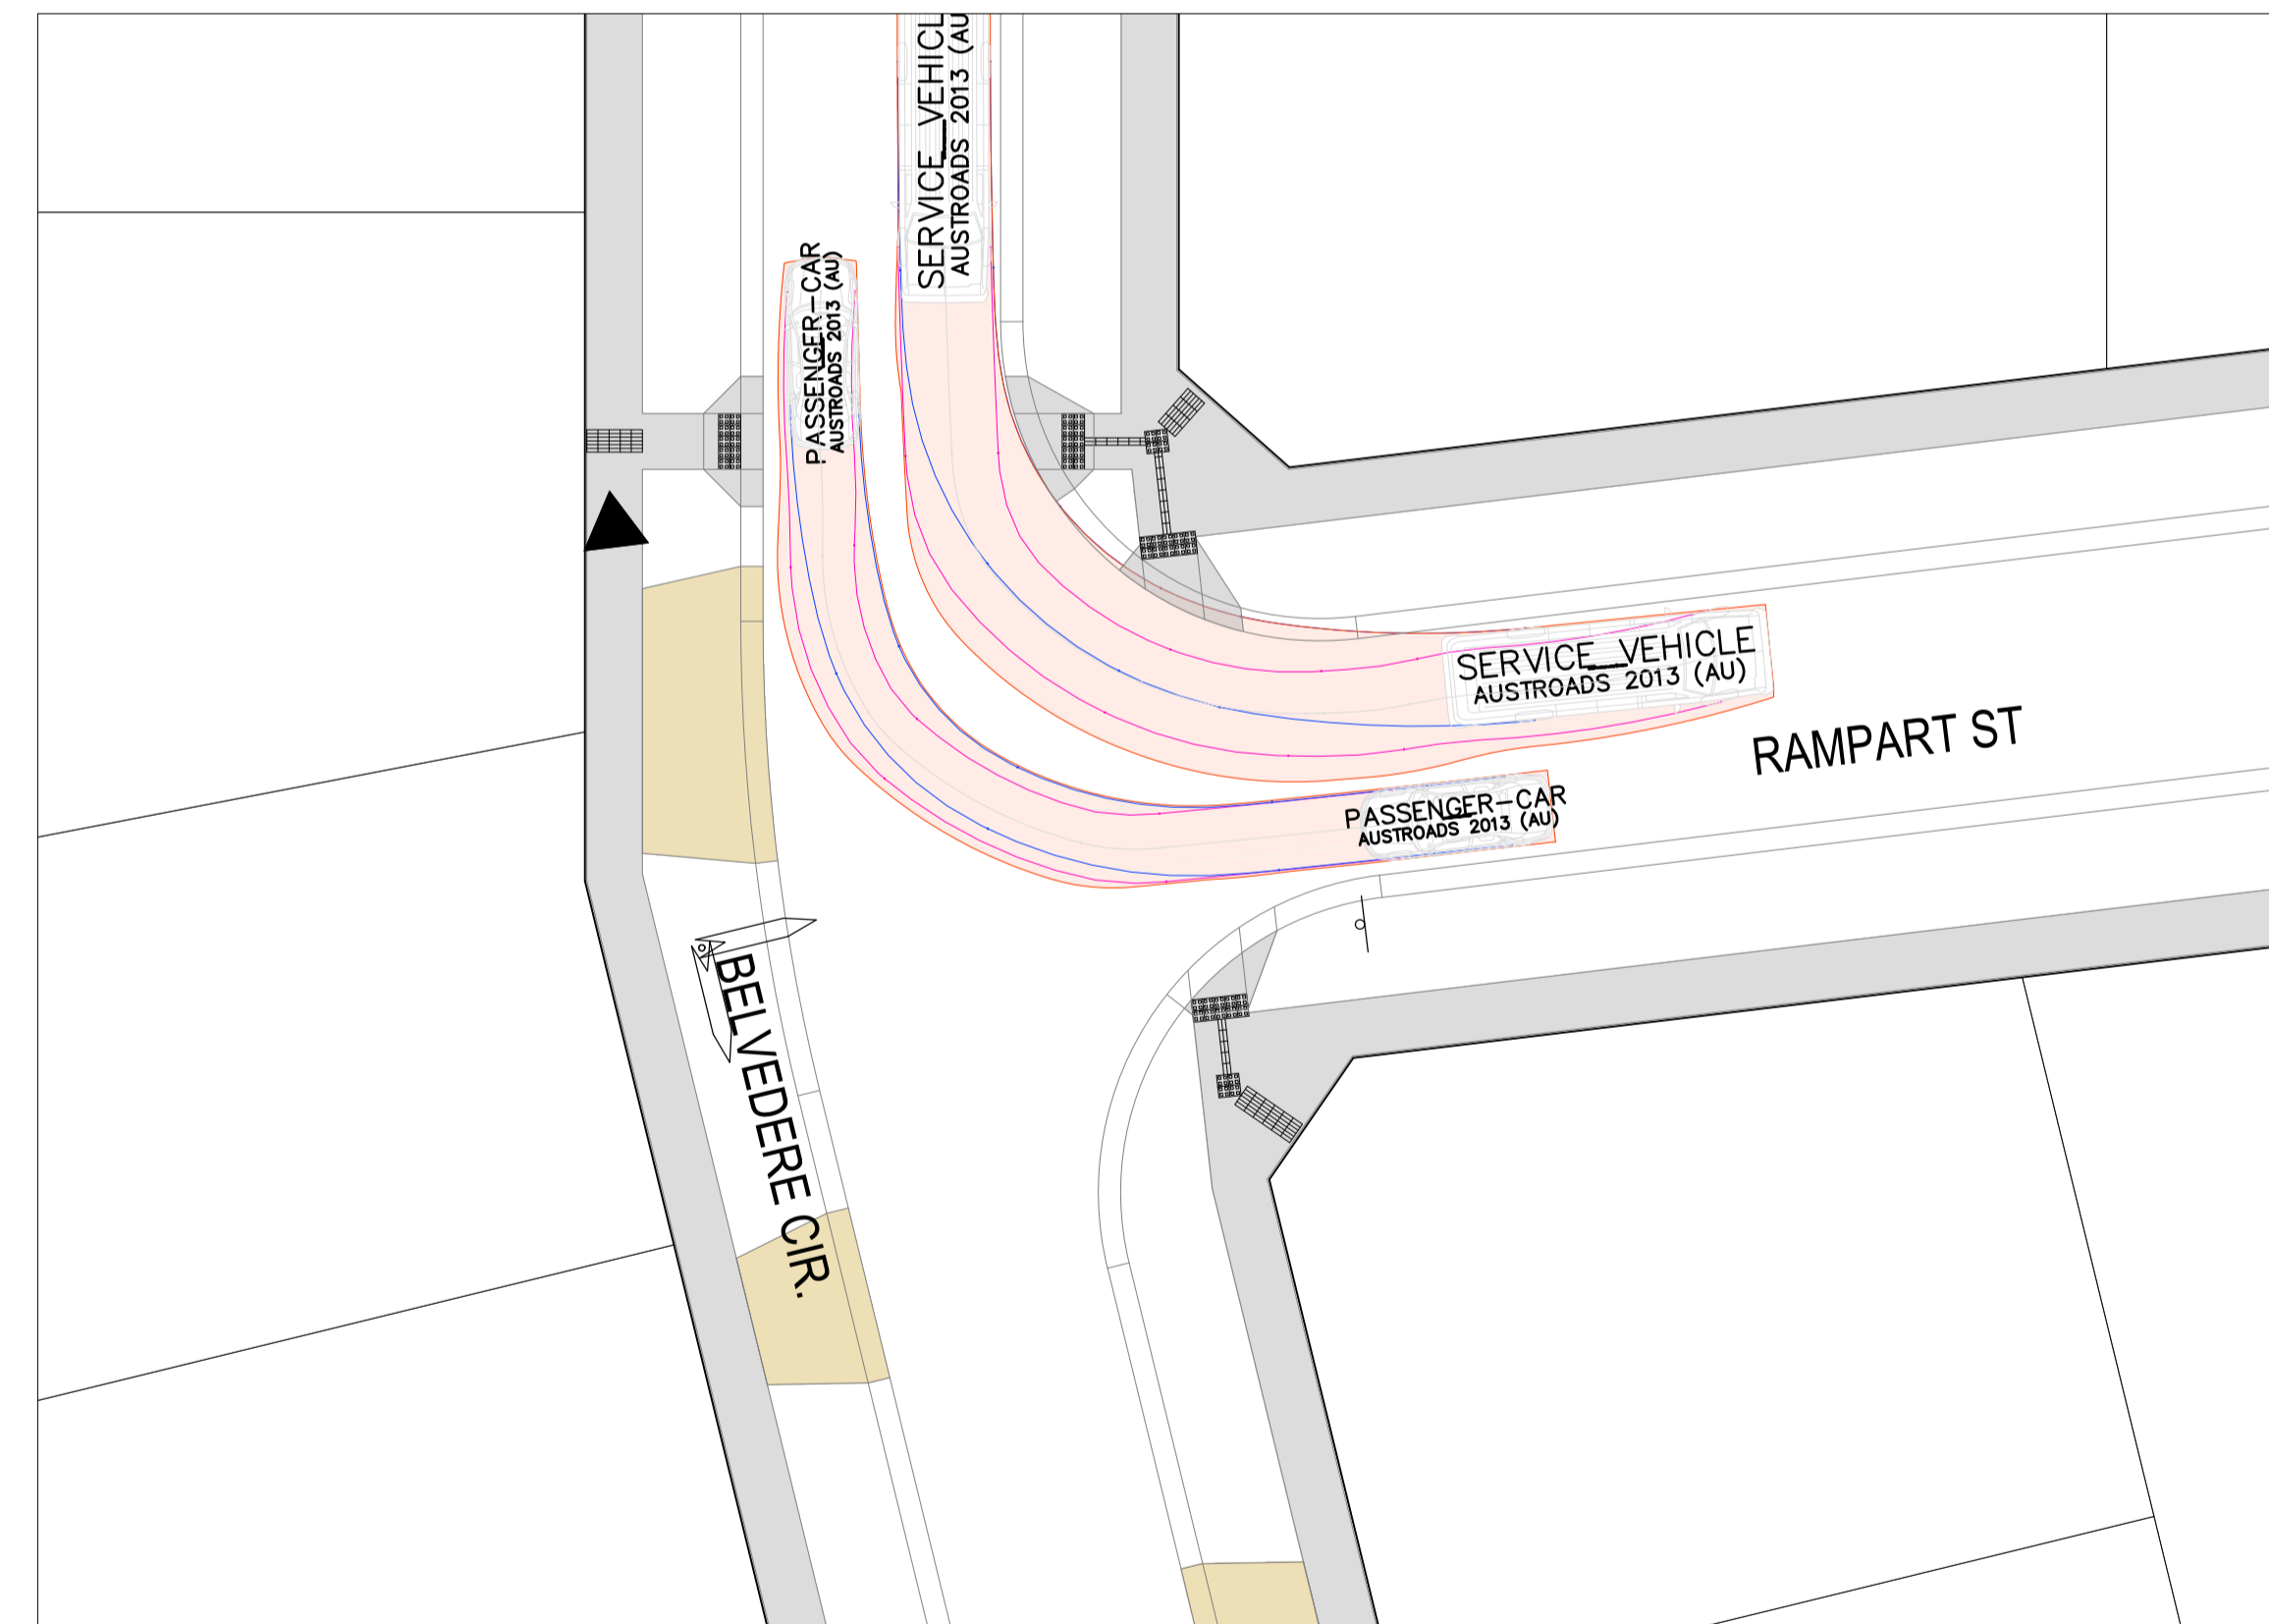 SERVICE_VEHICL
AUSTROADS 2013 (AU
PASSENGER-CAR
AUSTROADS 2013 (AU)
SERVICE_VEHICLE
AUSTROADS 2013 (AU)
RAMPART ST
PASSENGER-CAR
AUSTROADS 2013 (AU)
BELVEDERE CIR.